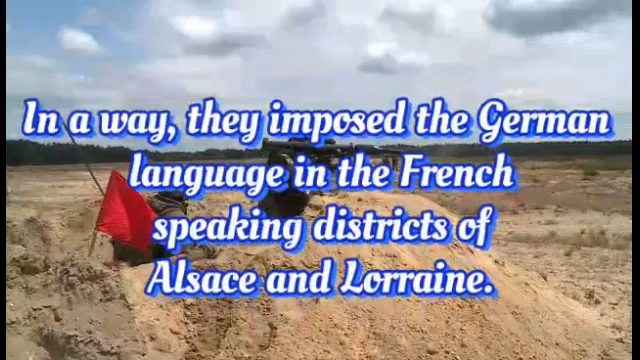 In a way, they imposed the German
language in the French
speaking districts of
Alsace and Lorraine.